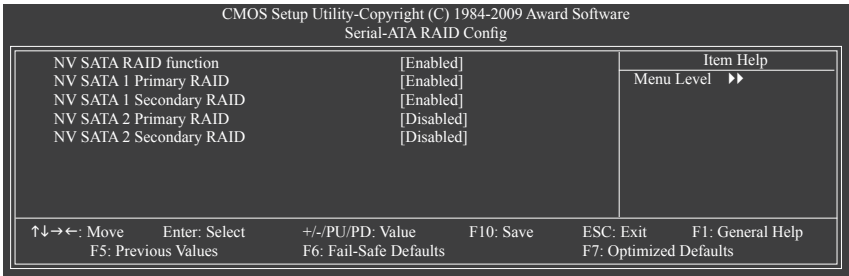 CMOS Setup Utility-Copyright (C) 1984-2009 Award Software
Serial-ATA RAID Config
NV SATA RAID function [Enabled]
NV SATA 1 Primary RAID [Enabled]
NV SATA 1 Secondary RAID [Enabled]
NV SATA 2 Primary RAID [Disabled]
NV SATA 2 Secondary RAID [Disabled]
Item Help
Menu Level ▸▸
↑↓→←: Move Enter: Select +/-/PU/PD: Value F10: Save ESC: Exit F1: General Help
F5: Previous Values F6: Fail-Safe Defaults F7: Optimized Defaults